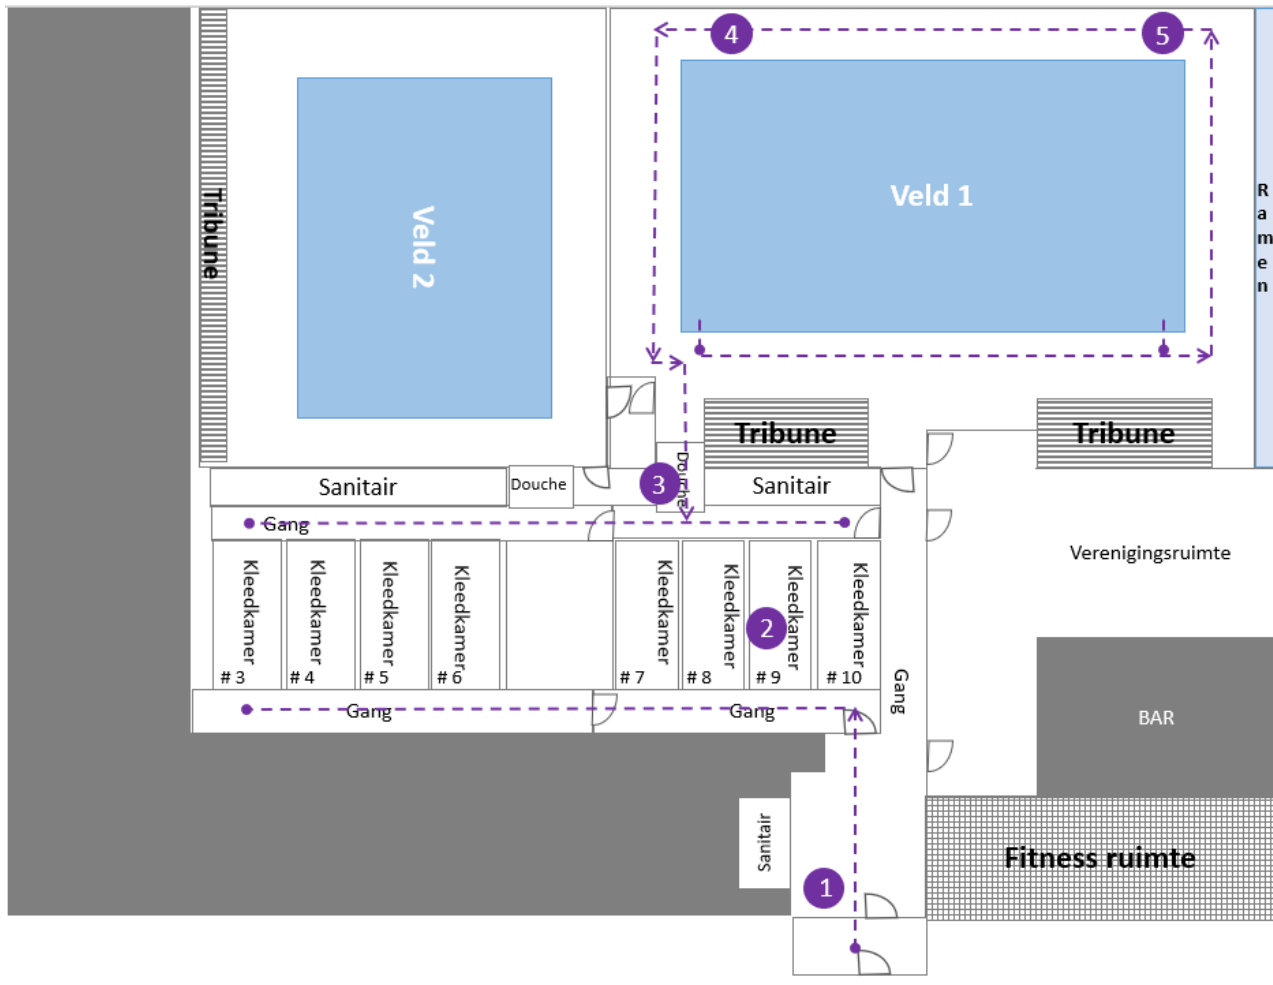 4
5
Tribune
Veld 2
Veld 1
Ramen
Tribune
Tribune
Sanitair
Douche
3
Douche
Sanitair
Gang
Verenigingsruimte
Kleedkamer
# 3
Kleedkamer
# 4
Kleedkamer
# 5
Kleedkamer
# 6
Kleedkamer
# 7
Kleedkamer
# 8
2
Kleedkamer
# 9
Kleedkamer
# 10
Gang
Gang
Gang
BAR
Sanitair
Fitness ruimte
1